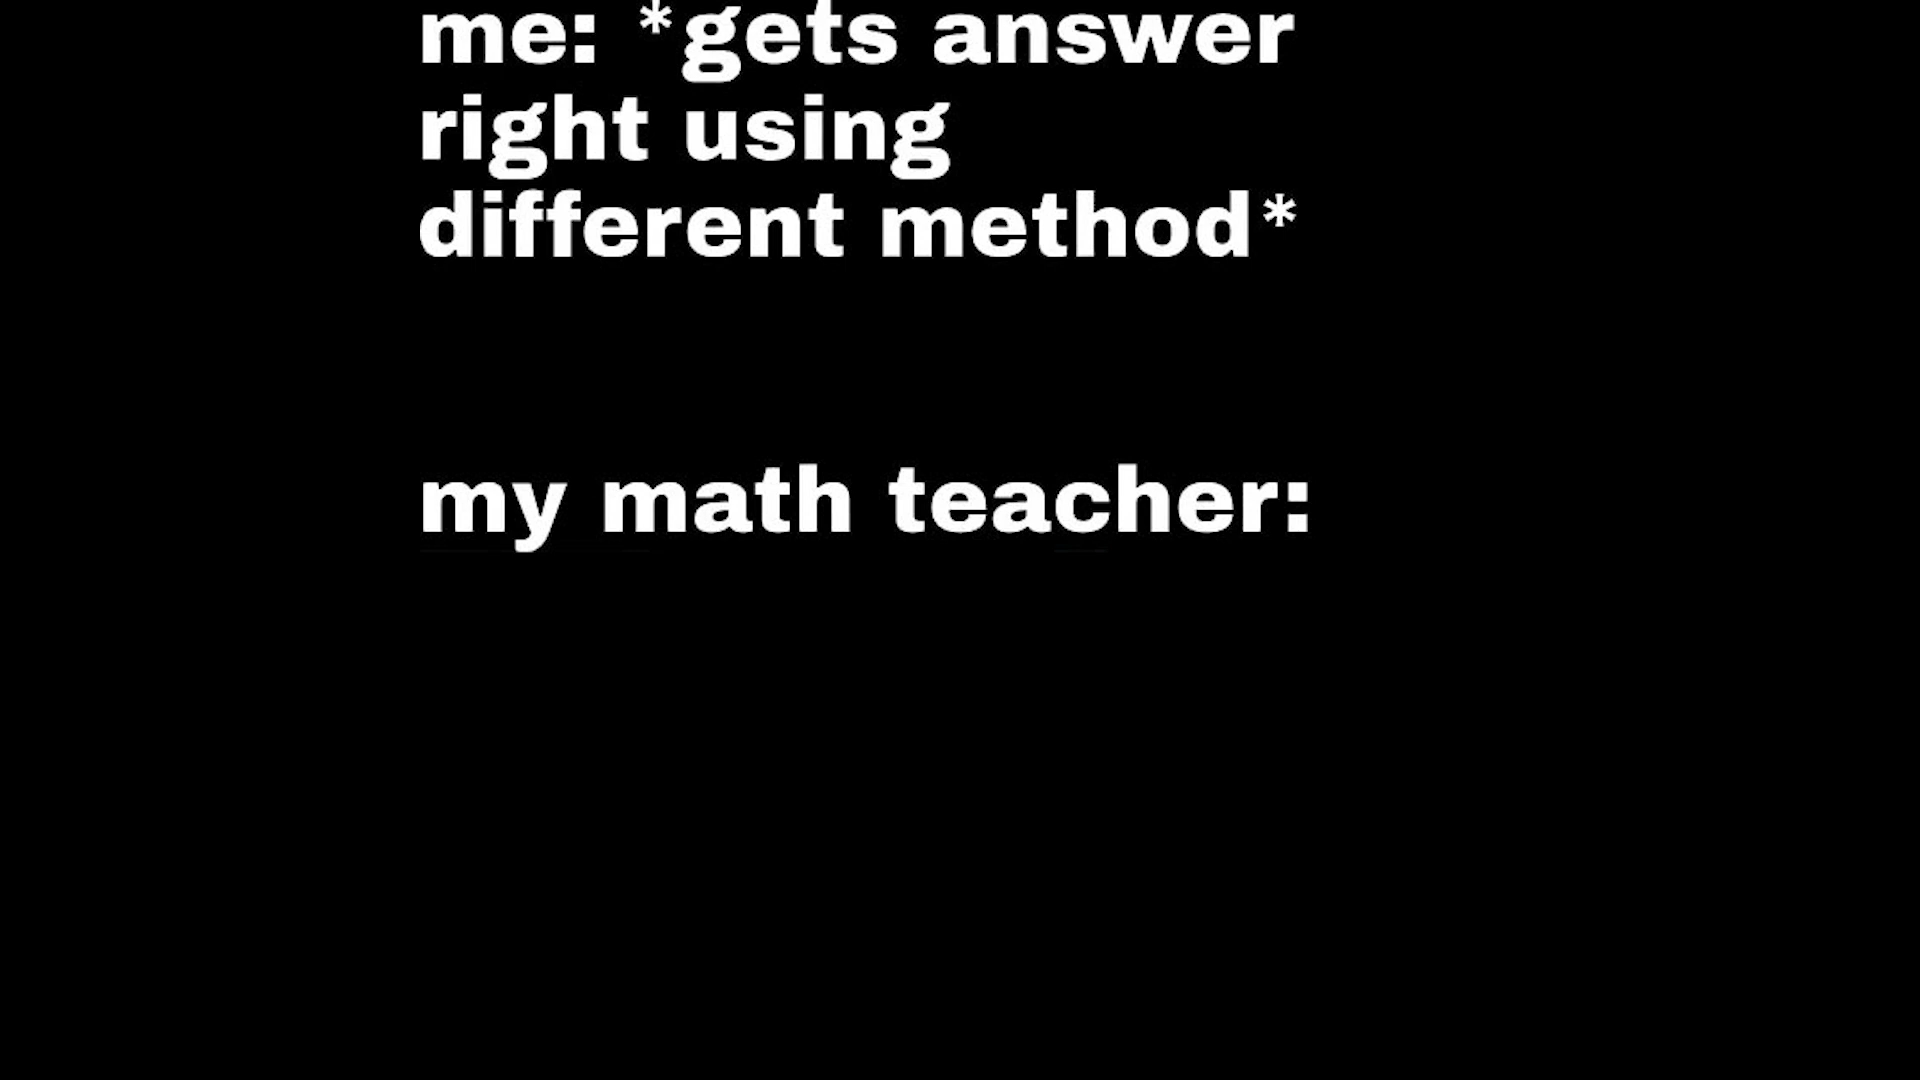 me: *gets answer
right using
different method*
my math teacher: